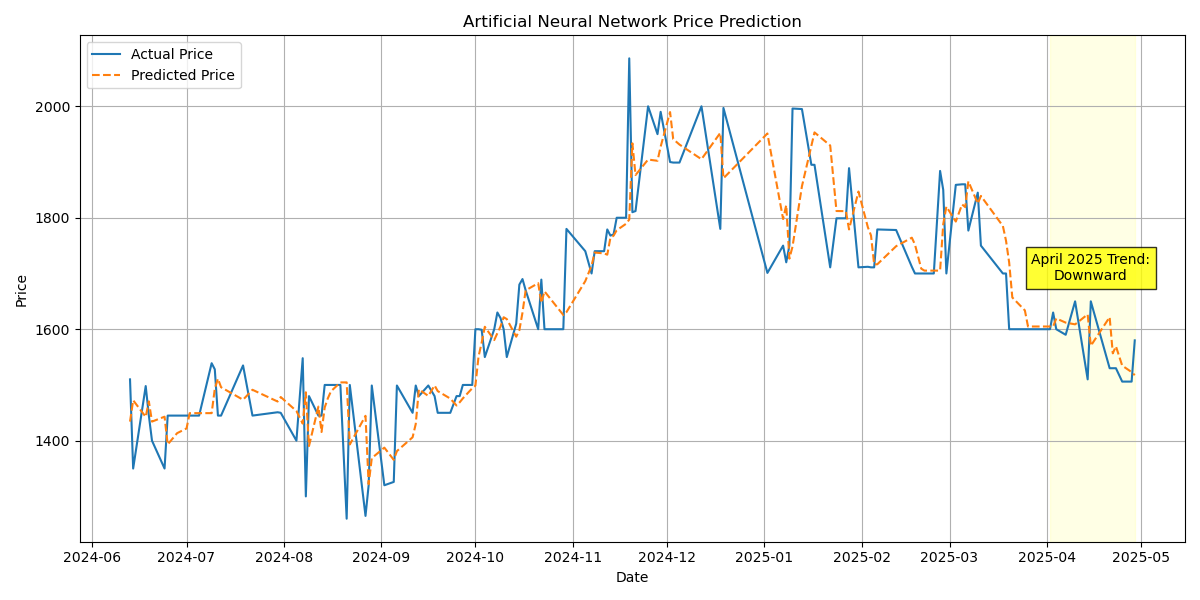 Artificial Neural Network Price Prediction
Actual Price
Predicted Price
April 2025 Trend:
Downward
Price
2000
1800
1600
1400
2024-06
2024-07
2024-08
2024-09
2024-10
2024-11
2024-12
2025-01
2025-02
2025-03
2025-04
2025-05
Date